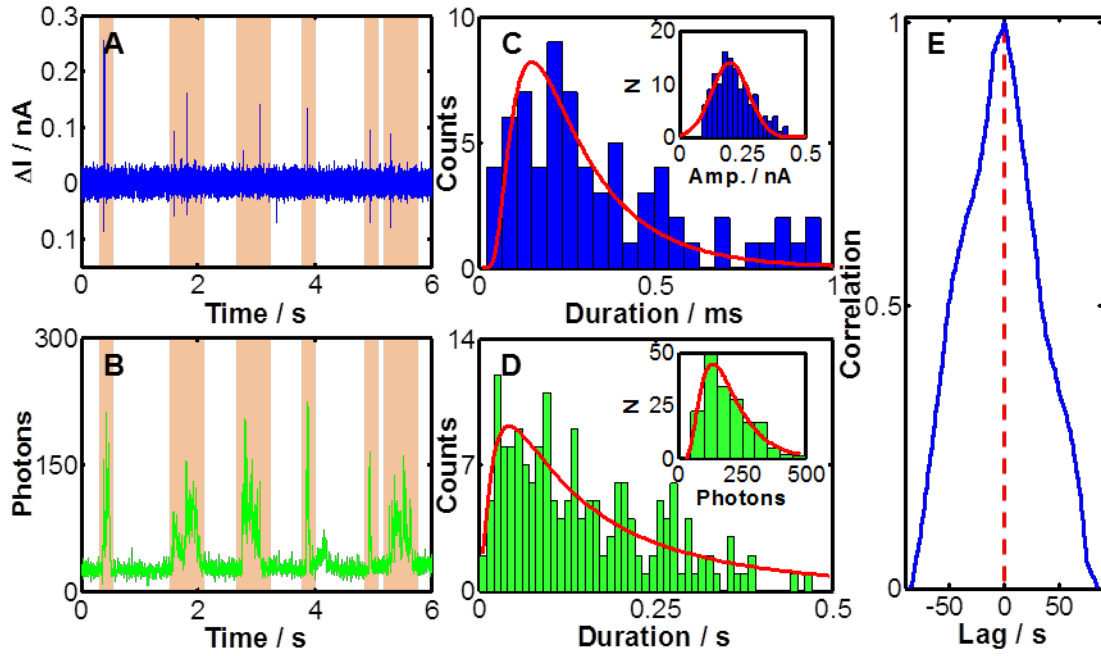 A
0.3
0.2
0.1
0
0.1
ΔI / nA
0 2 4 6
Time / s
B
300
150
0
Photons
0 2 4 6
Time / s
C
10
5
0
Counts
0 0.5 1
Duration / ms
20
10
0
N
0 0.25 0.5
Amp. / nA
D
14
7
0
Counts
0 0.25 0.5
Duration / s
50
25
0
N
0 250 500
Photons
E
1
0.5
0
Correlation
-50 0 50
Lag / s